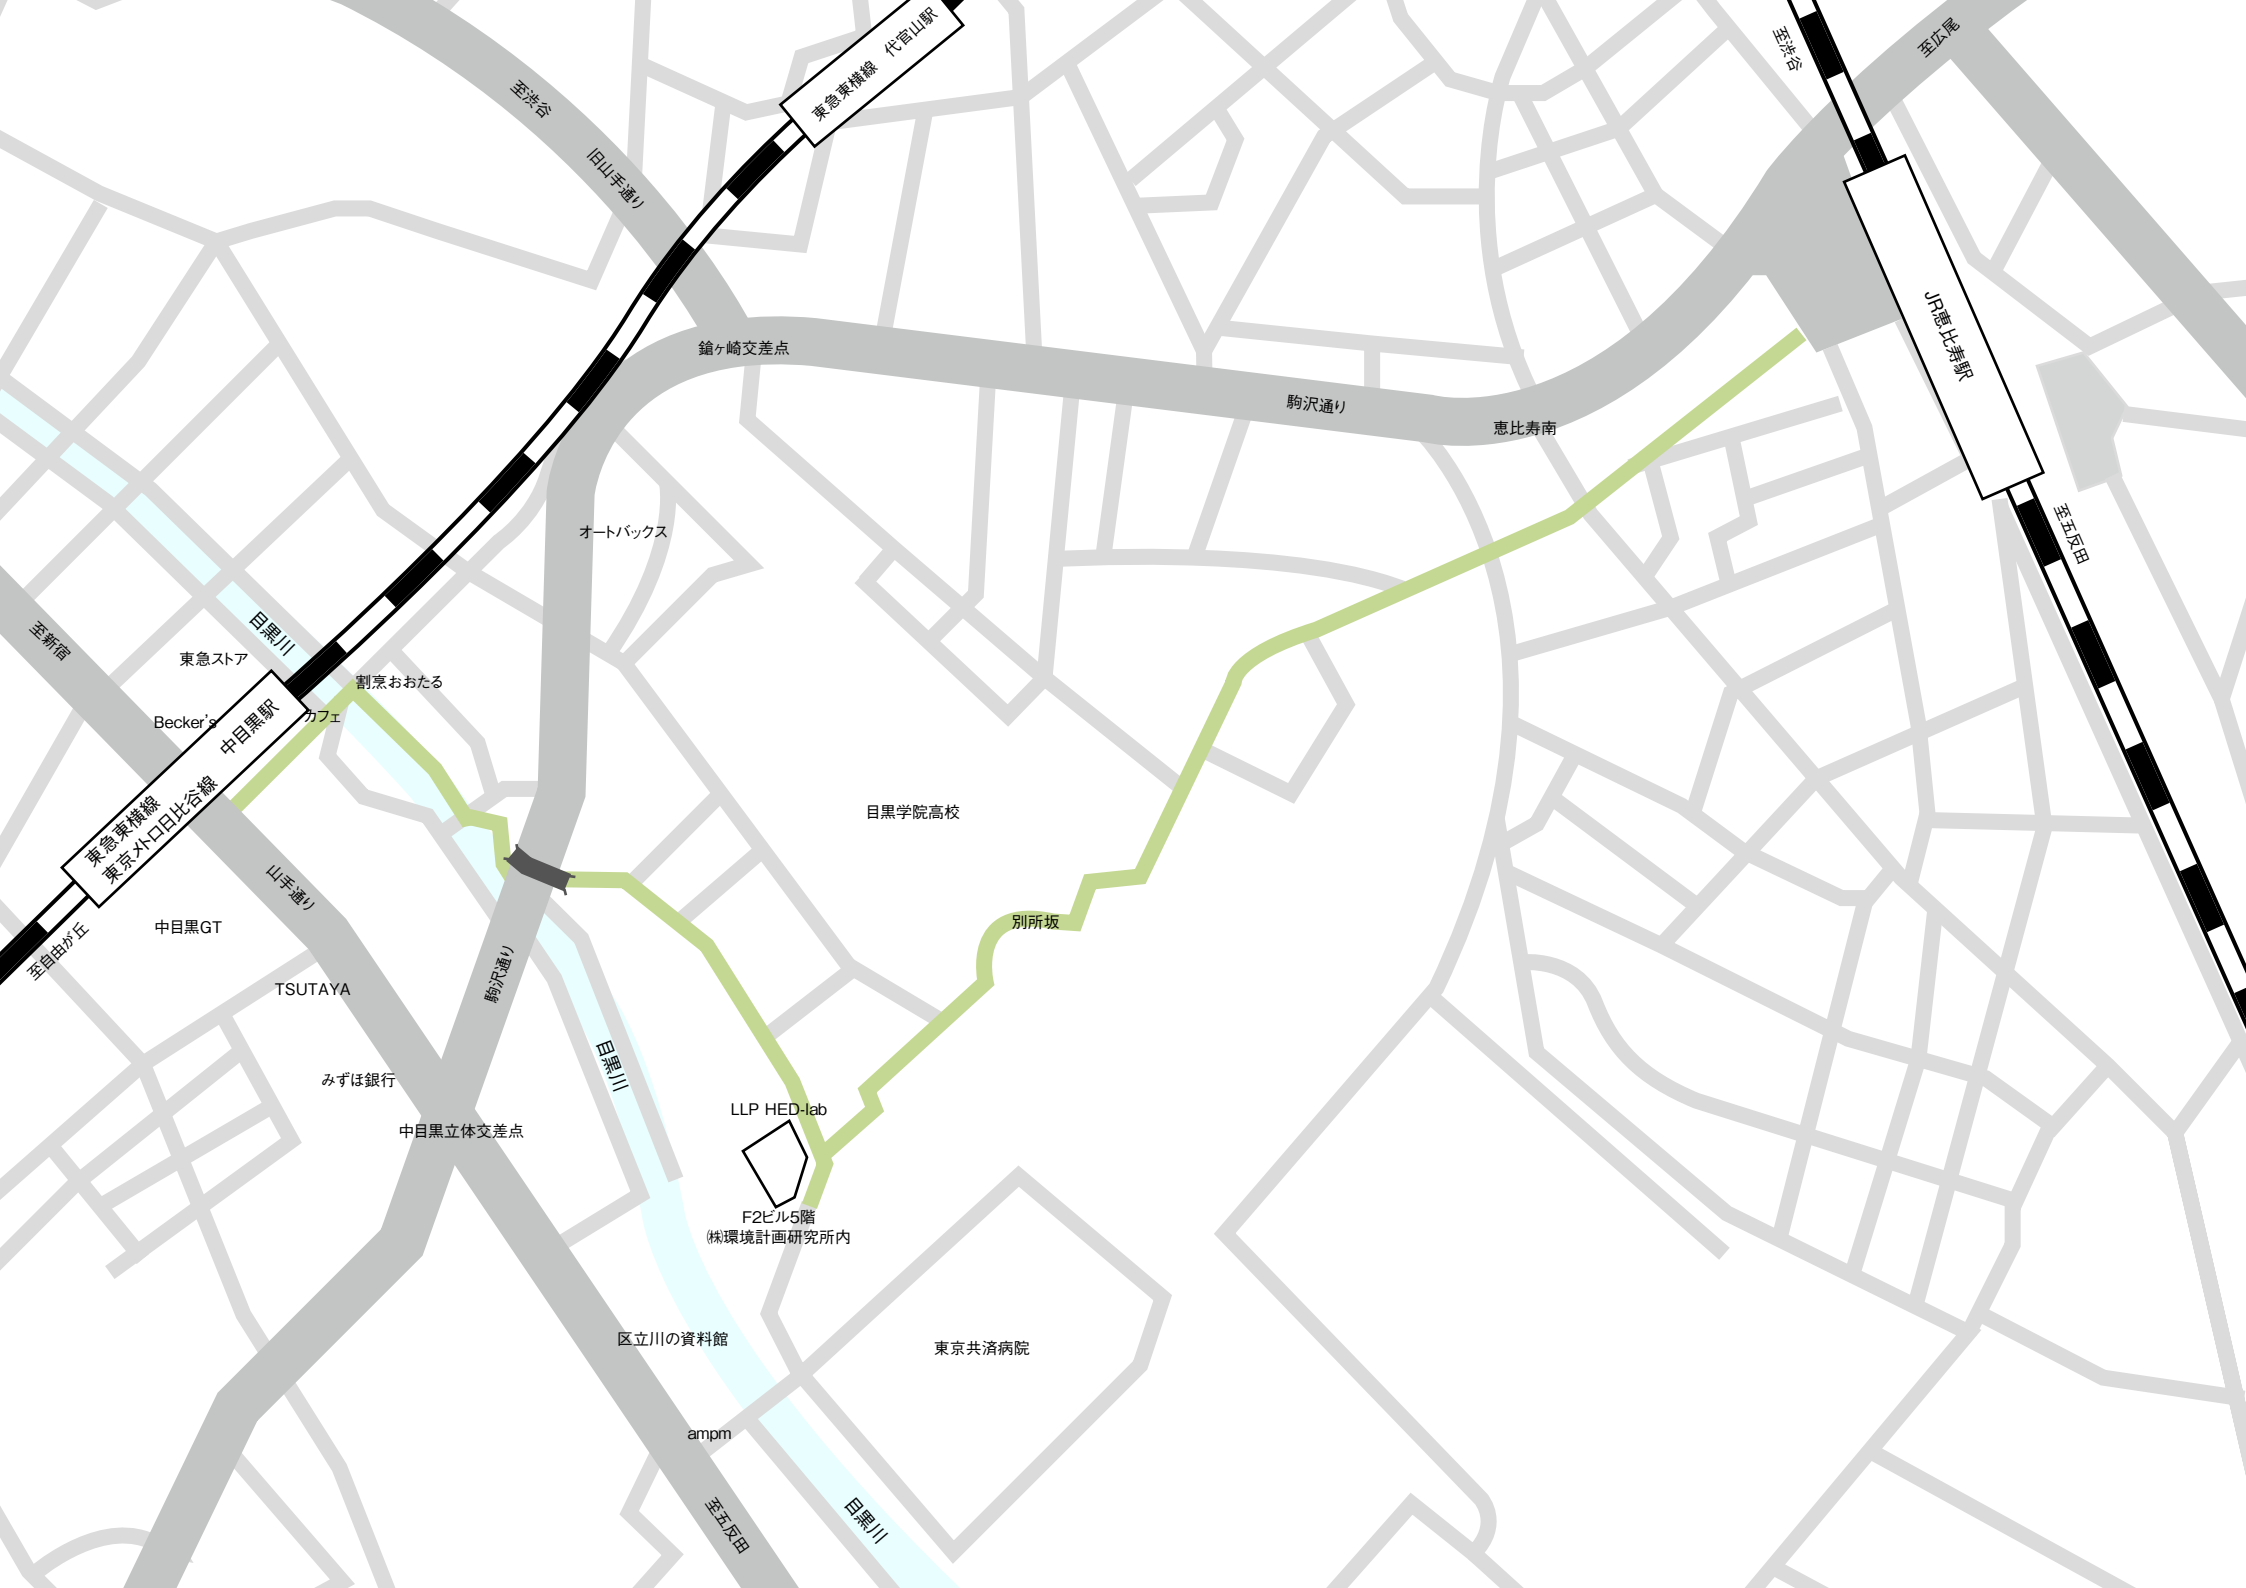 東急東横線　代官山駅
至渋谷
至広尾
至渋谷
旧山手通り
JR恵比寿駅
鎗ヶ崎交差点
駒沢通り
恵比寿南
オートバックス
至五反田
至新宿
目黒川
東急ストア
割烹おおたる
Becker's
カフェ
中目黒駅
東急東横線
東京メトロ日比谷線
目黒学院高校
山手通り
中目黒GT
至自由が丘
別所坂
駒沢通り
TSUTAYA
目黒川
みずほ銀行
LLP HED-lab
中目黒立体交差点
F2ビル5階
㈱環境計画研究所内
区立川の資料館
東京共済病院
ampm
至五反田
目黒川